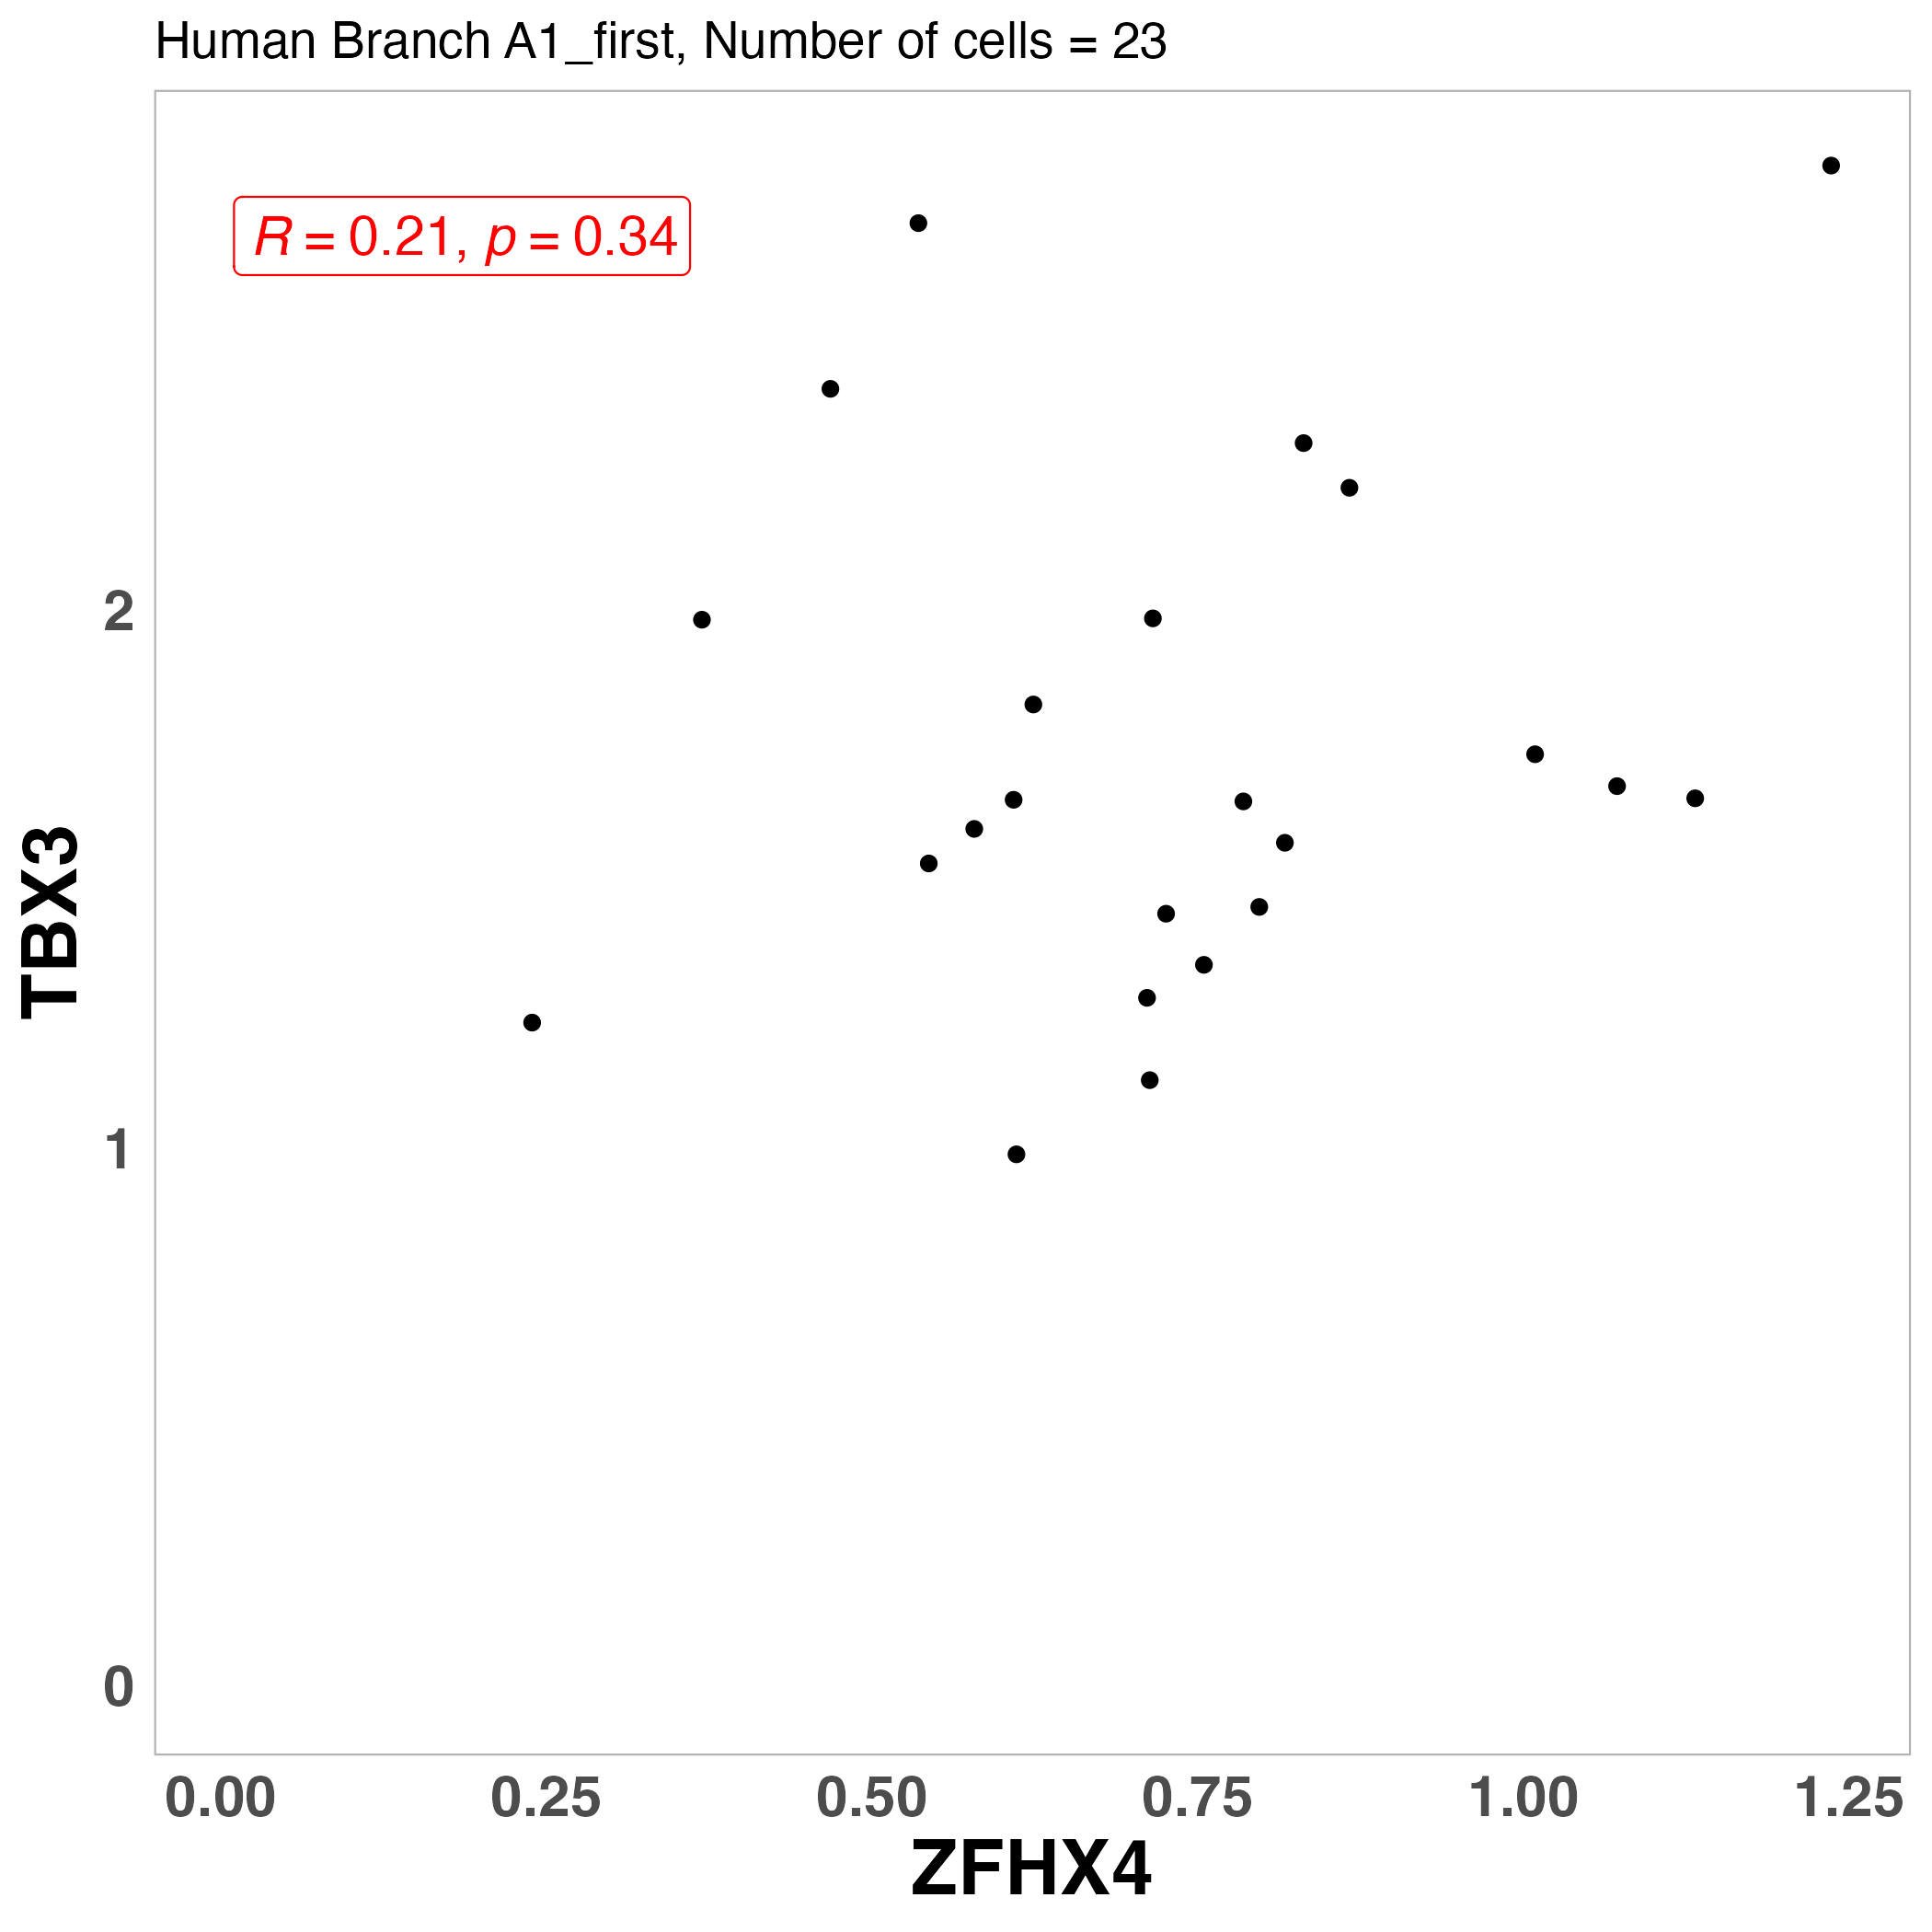 Human Branch A1_first, Number of cells = 23
R = 0.21, p = 0.34
2
1
0
TBX3
0.00 0.25 0.50 0.75 1.00 1.25
ZFHX4